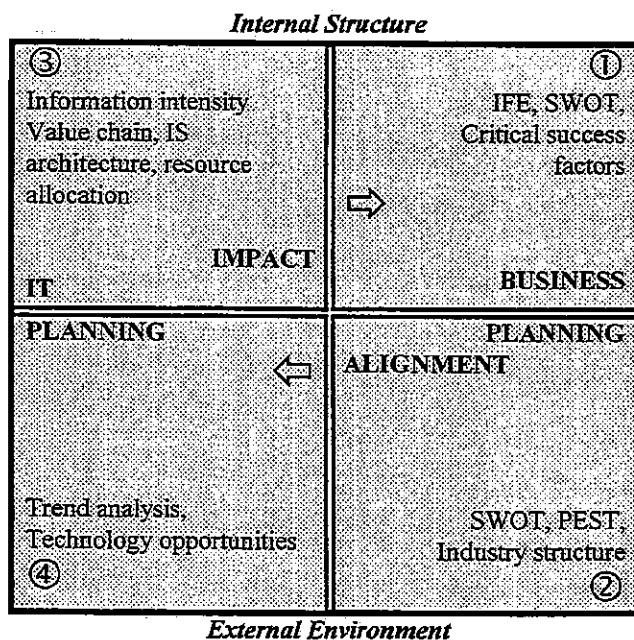 Internal Structure
③
Information intensity
Value chain, IS
architecture, resource
allocation
IMPACT
IT
①
IFE, SWOT,
Critical success
factors
BUSINESS
PLANNING
Trend analysis,
Technology opportunities
④
PLANNING
ALIGNMENT
SWOT, PEST,
Industry structure
②
External Environment